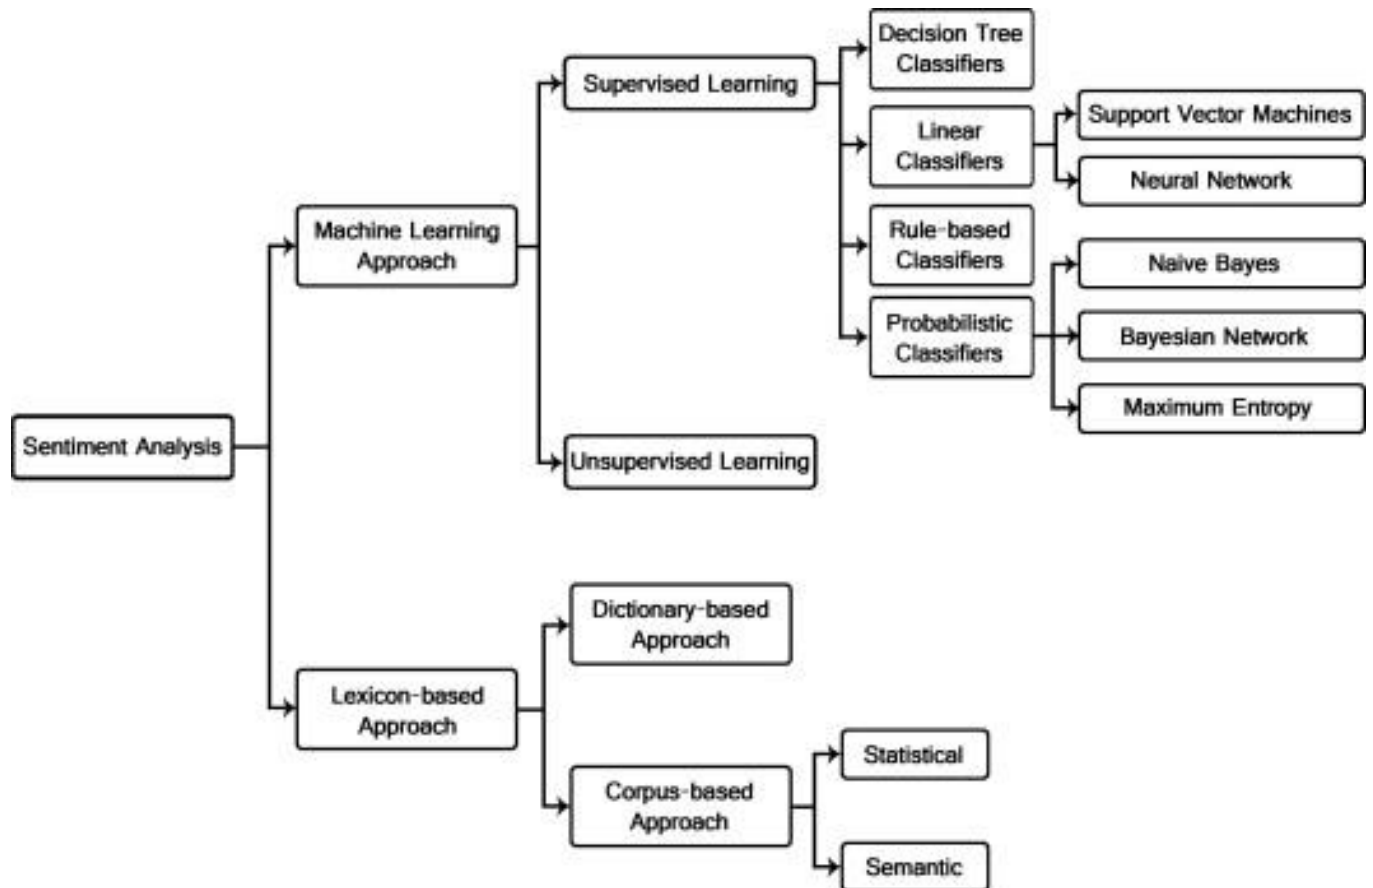 Decision Tree
Classifiers
Supervised Learning
Linear
Classifiers
Support Vector Machines
Neural Network
Machine Learning
Approach
Rule-based
Classifiers
Naive Bayes
Probabilistic
Classifiers
Bayesian Network
Maximum Entropy
Sentiment Analysis
Unsupervised Learning
Dictionary-based
Approach
Lexicon-based
Approach
Statistical
Corpus-based
Approach
Semantic